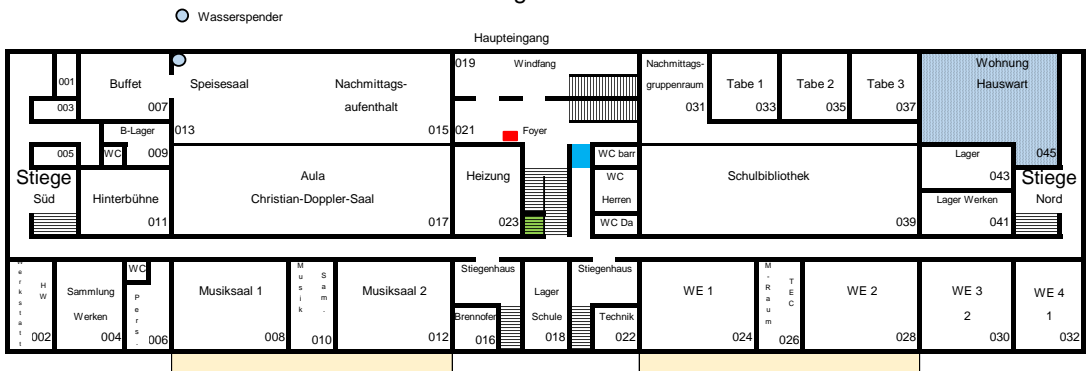 Wasserspender
Haupteingang
001
Buffet
007
003
Speisesaal
013
Nachmittags-
aufenthalt
015
019
Windfang
021
Foyer
Nachmittags-
gruppenraum
031
Tabe 1
033
Tabe 2
035
Tabe 3
037
Wohnung
Hauswart
045
B-Lager
009
WC
005
Stiege
Süd
Hinterbühne
011
Aula
Christian-Doppler-Saal
017
Heizung
023
WC barr
WC
Herren
WC Da
Schulbibliothek
039
Lager
043
Lager Werken
041
Stiege
Nord
HW
002
Sammlung
Werken
004
WC
Pers.
006
Musiksaal 1
008
Musik
Sam.
010
Musiksaal 2
012
Stiegenhaus
Brennofen
016
Lager
Schule
018
Stiegenhaus
Technik
022
WE 1
024
M-Raum
TEC
026
WE 2
028
WE 3
2
030
WE 4
1
032